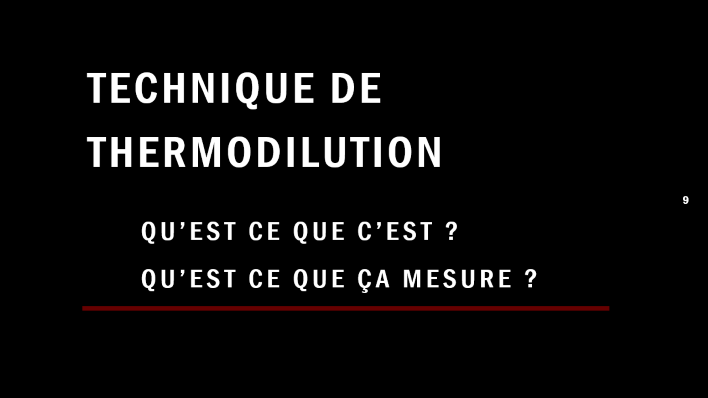 TECHNIQUE DE
THERMODILUTION
9
QU’EST CE QUE C’EST ?
QU’EST CE QUE ÇA MESURE ?